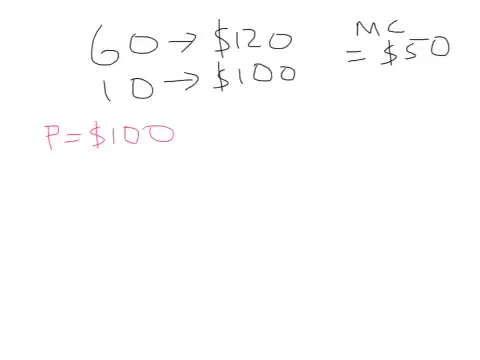 60 → $120
10 → $100
MC
= $50
P = $100